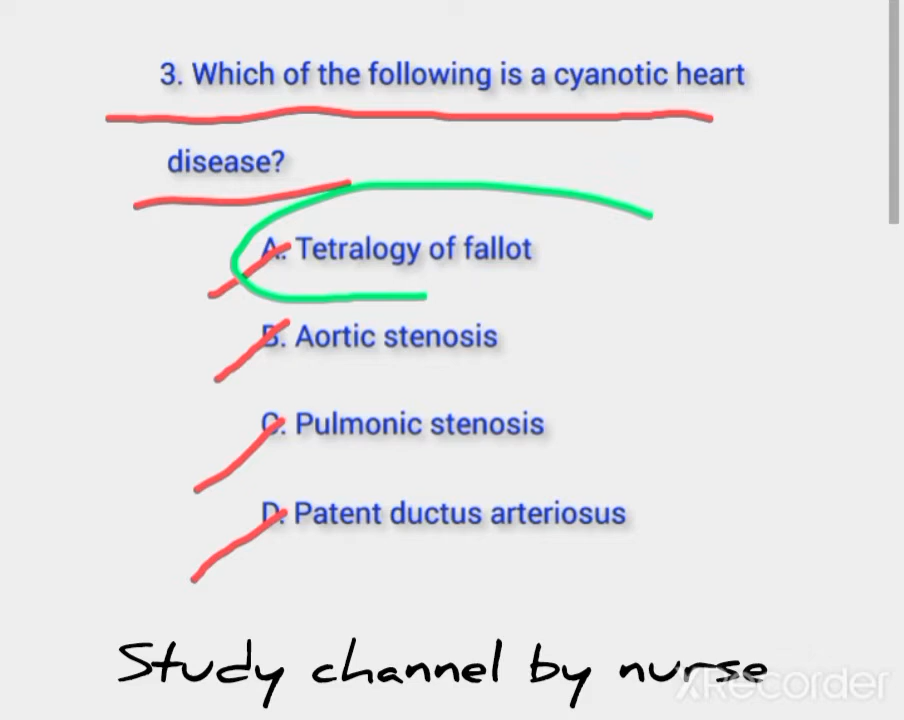 3. Which of the following is a cyanotic heart
disease?
A. Tetralogy of fallot
B. Aortic stenosis
C. Pulmonic stenosis
D. Patent ductus arteriosus
Study channel by nurse
XRecorder